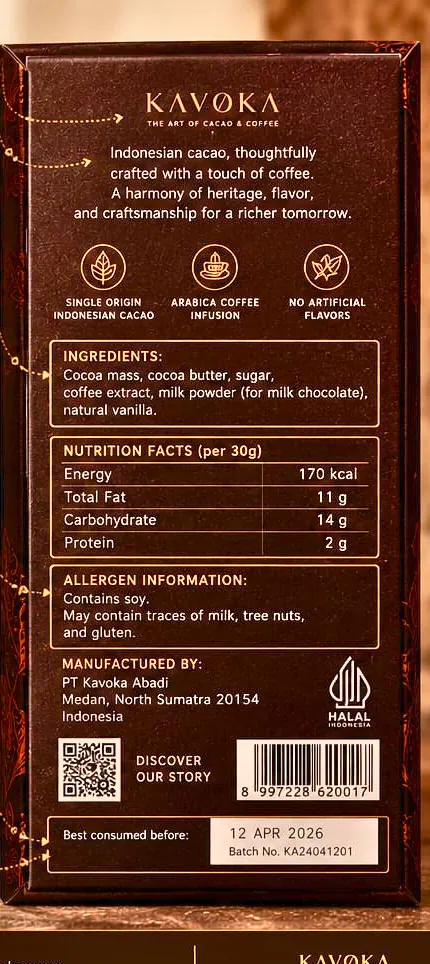 KAVØKA
THE ART OF CACAO & COFFEE
Indonesian cacao, thoughtfully
crafted with a touch of coffee.
A harmony of heritage, flavor,
and craftsmanship for a richer tomorrow.
SINGLE ORIGIN
INDONESIAN CACAO
ARABICA COFFEE
INFUSION
NO ARTIFICIAL
FLAVORS
INGREDIENTS:
Cocoa mass, cocoa butter, sugar,
coffee extract, milk powder (for milk chocolate),
natural vanilla.
NUTRITION FACTS (per 30g)
Energy 170 kcal
Total Fat 11 g
Carbohydrate 14 g
Protein 2 g
ALLERGEN INFORMATION:
Contains soy.
May contain traces of milk, tree nuts,
and gluten.
MANUFACTURED BY:
PT Kavoka Abadi
Medan, North Sumatra 20154
Indonesia
HALAL
INDONESIA
DISCOVER
OUR STORY
8 997228 620017
Best consumed before:
12 APR 2026
Batch No. KA24041201
KAVØKA